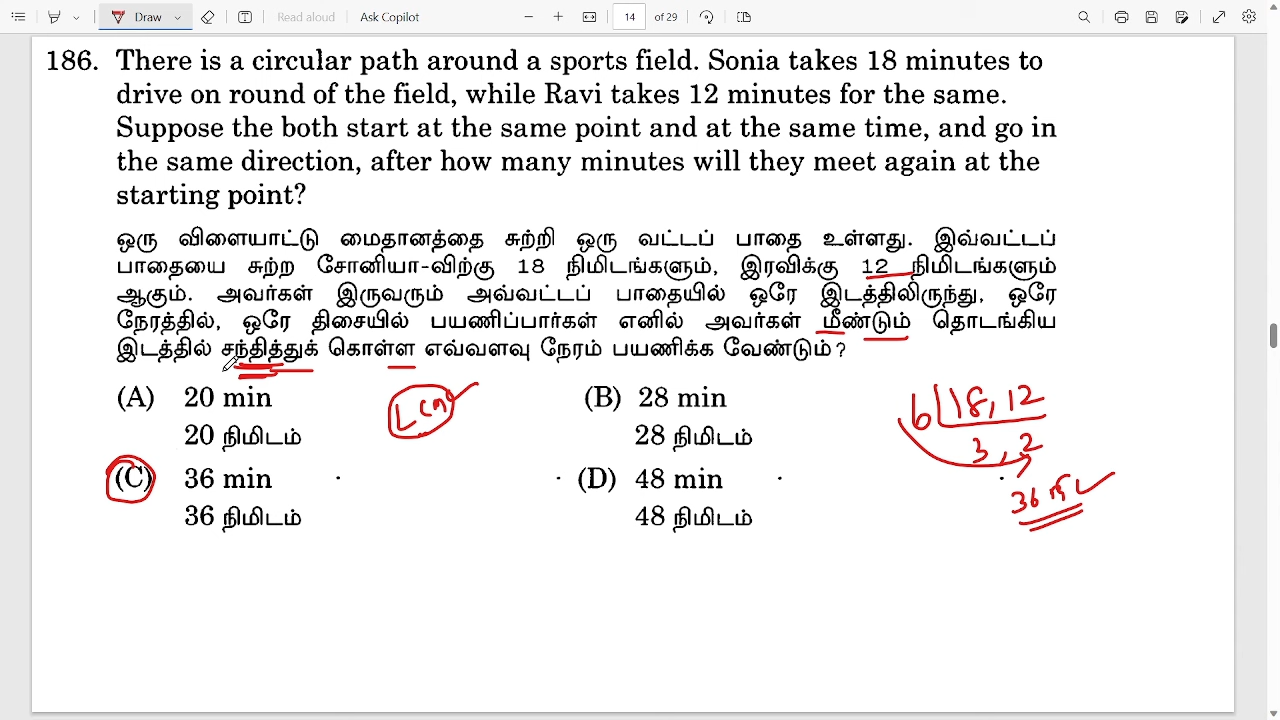 Draw
Read aloud
Ask Copilot
14
of 29
186. There is a circular path around a sports field. Sonia takes 18 minutes to
drive on round of the field, while Ravi takes 12 minutes for the same.
Suppose the both start at the same point and at the same time, and go in
the same direction, after how many minutes will they meet again at the
starting point?
ஒரு விளையாட்டு மைதானத்தை சுற்றி ஒரு வட்டப் பாதை உள்ளது. இவ்வட்டப்
பாதையை சுற்ற சோனியா-விற்கு 18 நிமிடங்களும், இரவிக்கு 12 நிமிடங்களும்
ஆகும். அவர்கள் இருவரும் அவ்வட்டப் பாதையில் ஒரே இடத்திலிருந்து, ஒரே
நேரத்தில், ஒரே திசையில் பயணிப்பார்கள் எனில் அவர்கள் மீண்டும் தொடங்கிய
இடத்தில் சந்தித்துக் கொள்ள எவ்வளவு நேரம் பயணிக்க வேண்டும்?
(A) 20 min
20 நிமிடம்
(B) 28 min
28 நிமிடம்
(C) 36 min
36 நிமிடம்
(D) 48 min
48 நிமிடம்
LCM
6 18, 12
3, 2
36